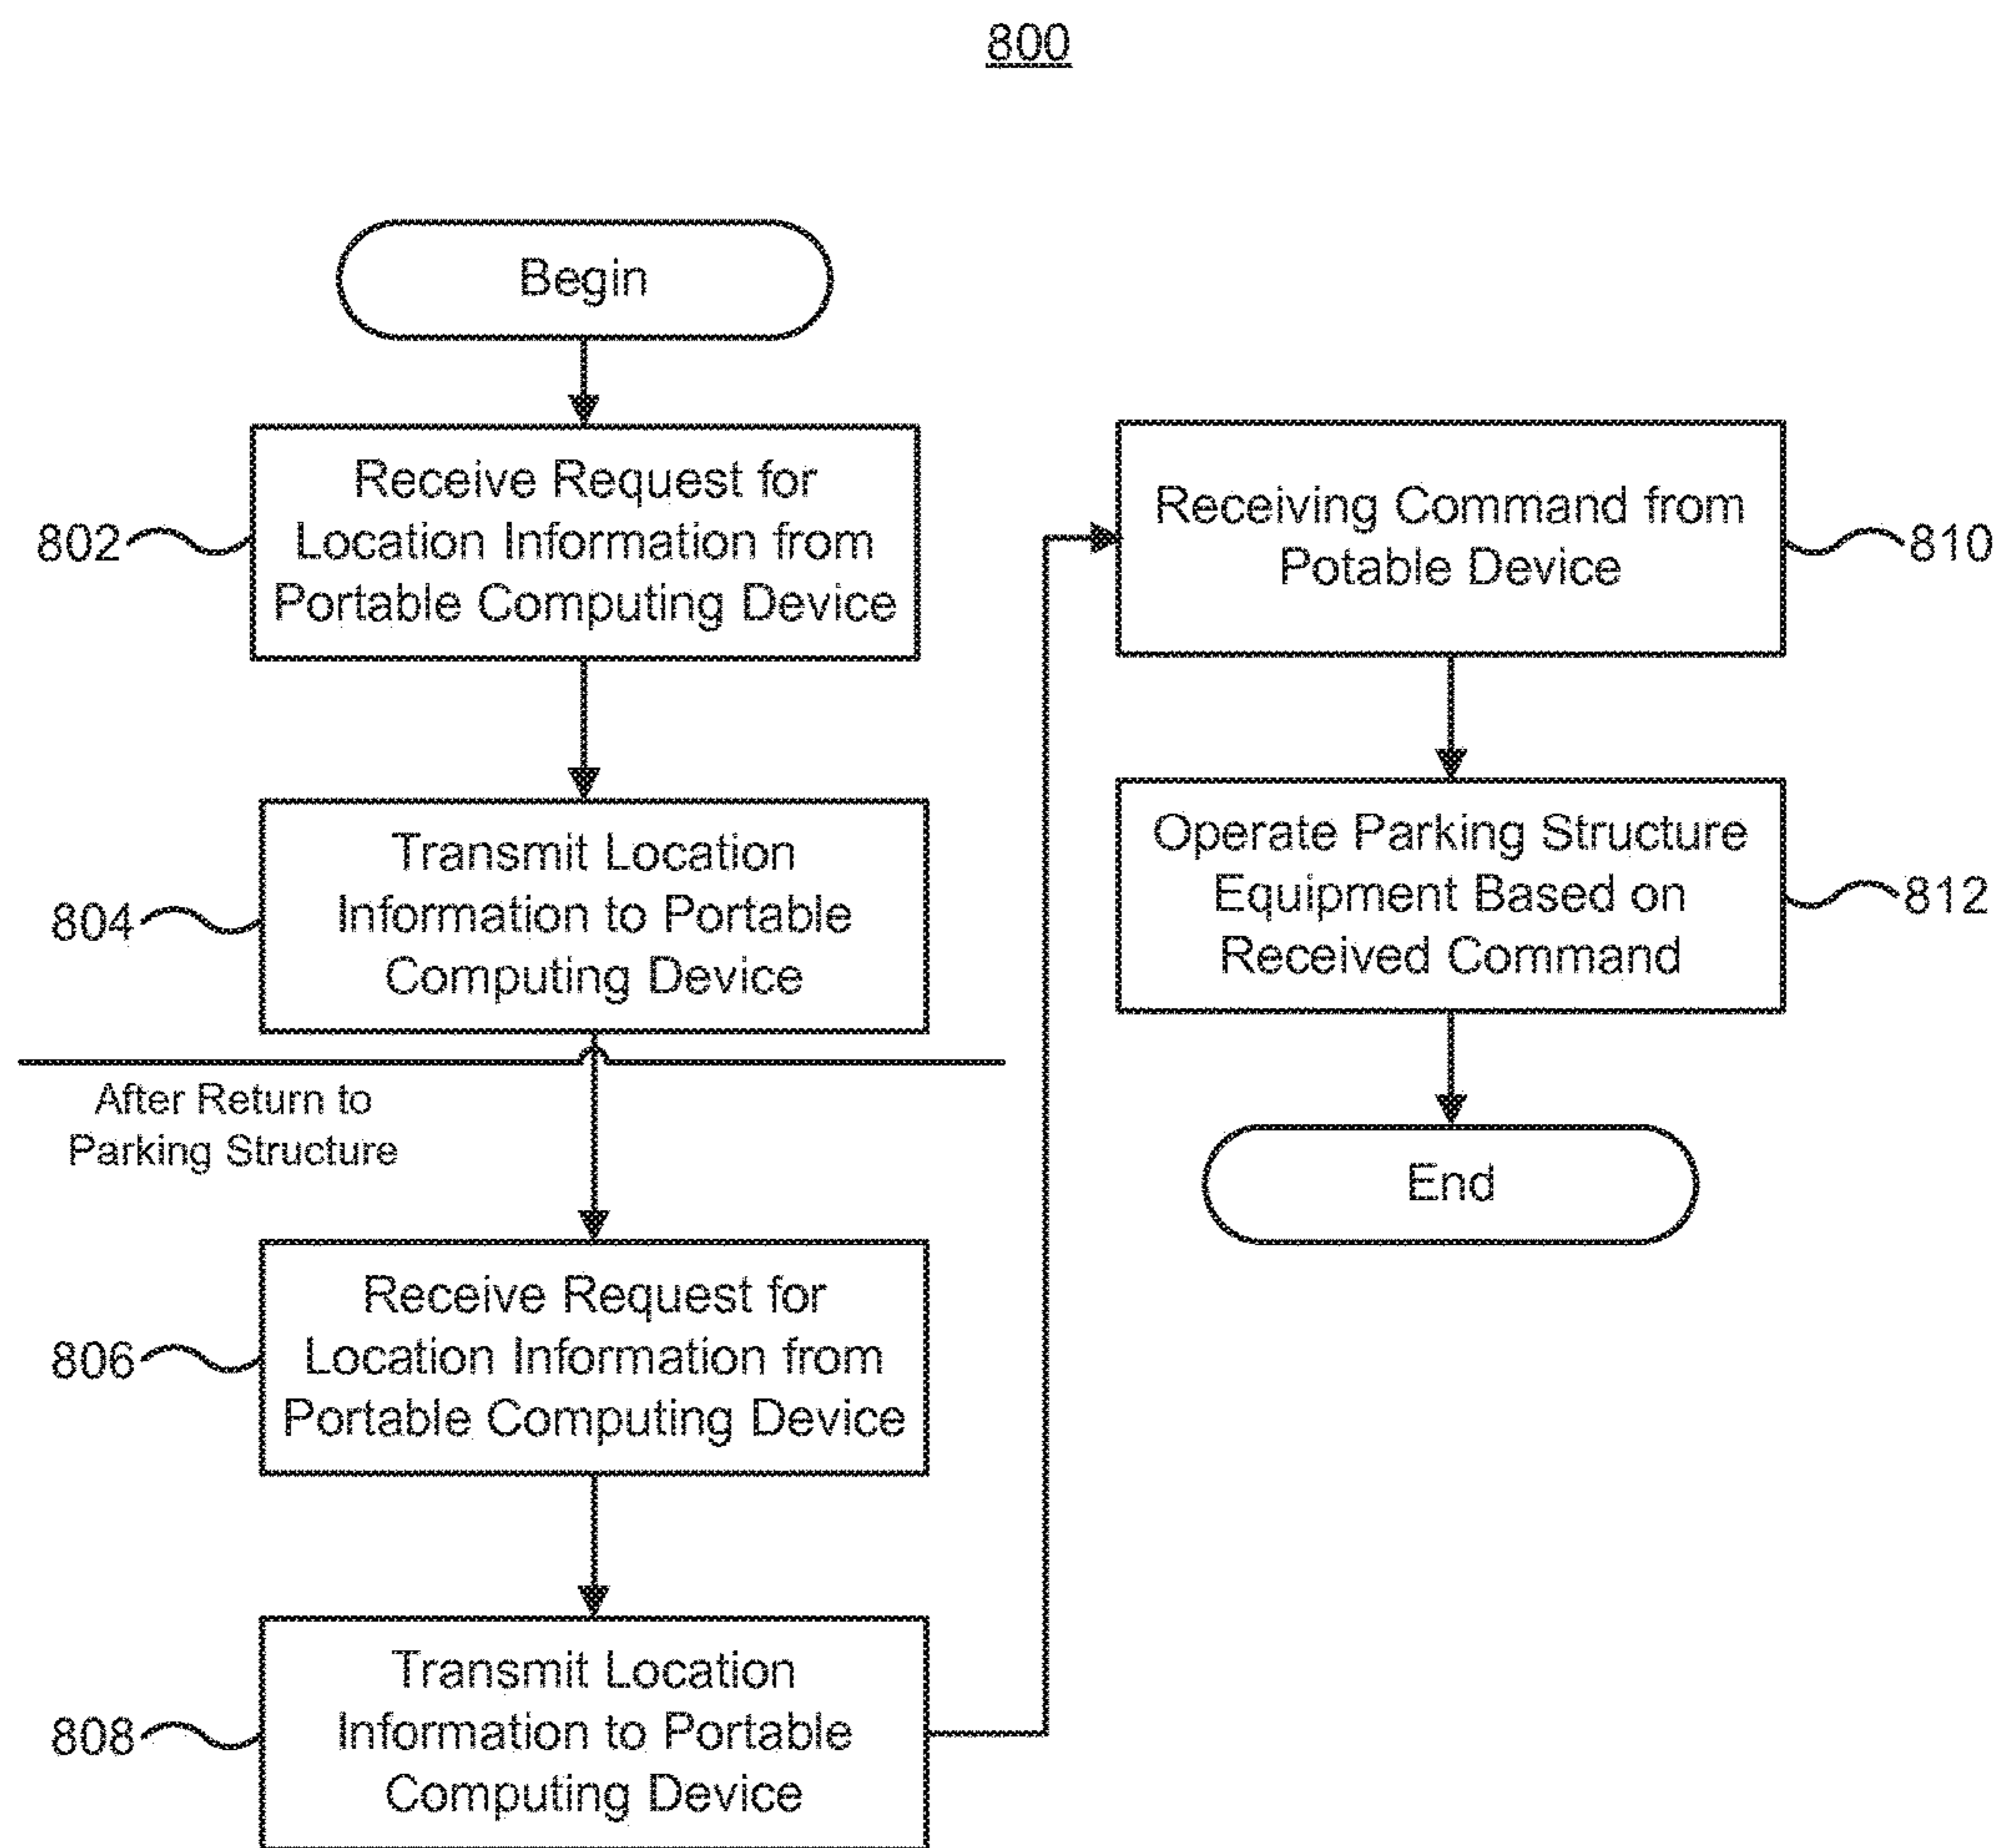 800
Begin
802
Receive Request for
Location Information from
Portable Computing Device
804
Transmit Location
Information to Portable
Computing Device
After Return to
Parking Structure
806
Receive Request for
Location Information from
Portable Computing Device
808
Transmit Location
Information to Portable
Computing Device
Receiving Command from
Potable Device
810
Operate Parking Structure
Equipment Based on
Received Command
812
End